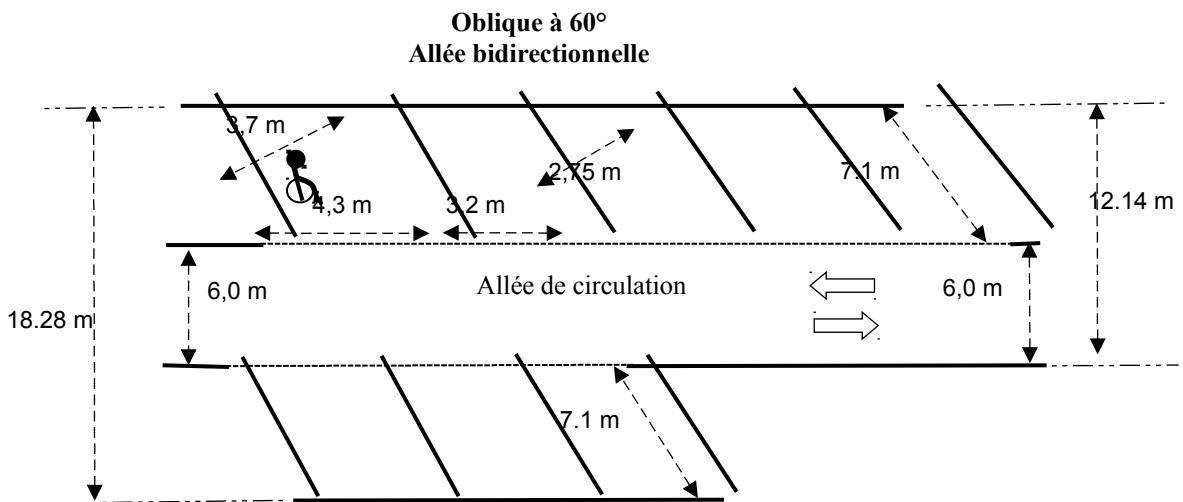 Oblique à 60°
Allée bidirectionnelle
3,7 m
2,75 m
7.1 m
4,3 m
3,2 m
12.14 m
6,0 m
Allée de circulation
6,0 m
18.28 m
7.1 m